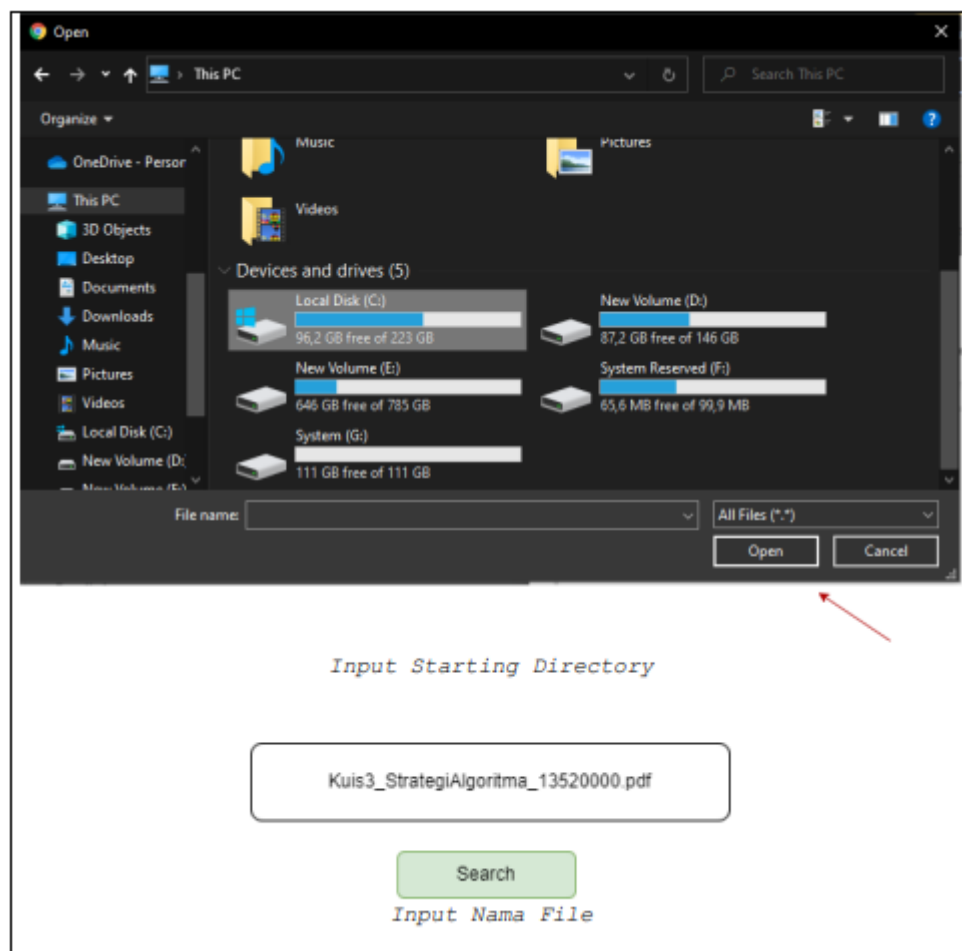 Open
This PC
Search This PC
Organize
OneDrive - Person
This PC
3D Objects
Desktop
Documents
Downloads
Music
Pictures
Videos
Local Disk (C:)
New Volume (D:
New Volume (E:)
Music
Pictures
Videos
Devices and drives (5)
Local Disk (C:)
96,2 GB free of 223 GB
New Volume (D:)
87,2 GB free of 146 GB
New Volume (E:)
646 GB free of 785 GB
System Reserved (F:)
65,6 MB free of 99,9 MB
System (G:)
111 GB free of 111 GB
File name:
All Files (*.*)
Open
Cancel
Input Starting Directory
Kuis3_StrategiAlgoritma_13520000.pdf
Search
Input Nama File